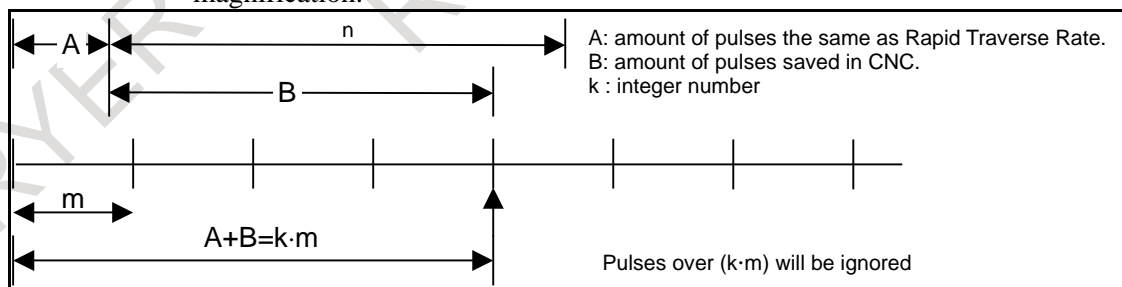 magnification.
n
A
A: amount of pulses the same as Rapid Traverse Rate.
B: amount of pulses saved in CNC.
k : integer number
B
m
A+B=k·m
Pulses over (k·m) will be ignored